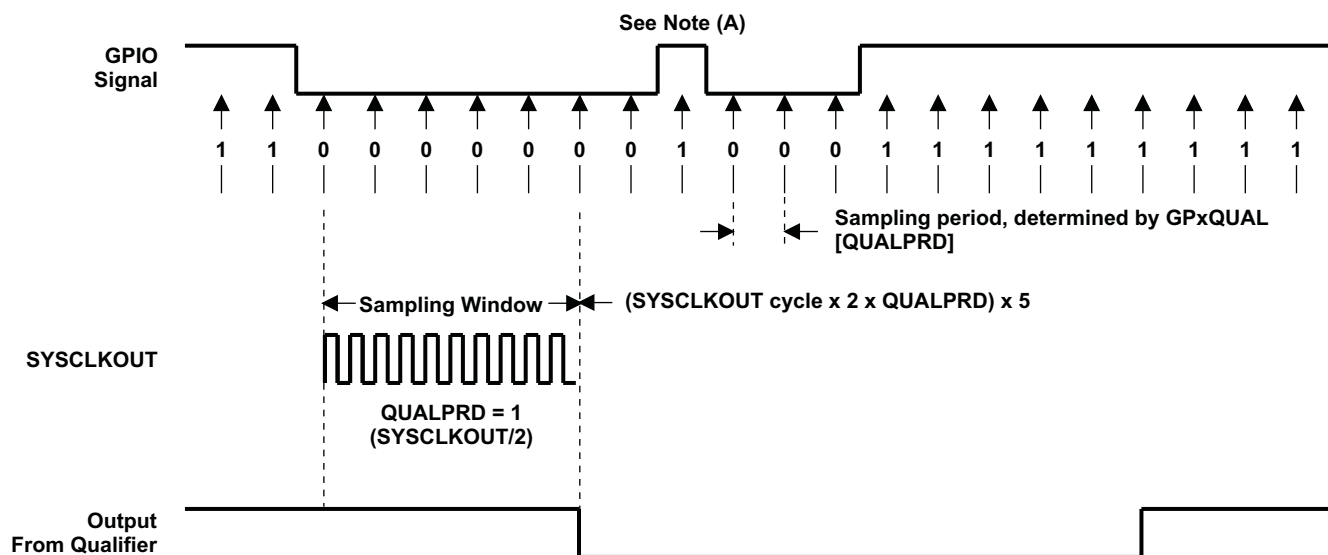 See Note (A)
GPIO
Signal
1 1 0 0 0 0 0 0 0 1 0 0 0 1 1 1 1 1 1 1 1 1
Sampling period, determined by GPxQUAL
[QUALPRD]
Sampling Window
(SYSCLKOUT cycle x 2 x QUALPRD) x 5
SYSCLKOUT
QUALPRD = 1
(SYSCLKOUT/2)
Output
From Qualifier